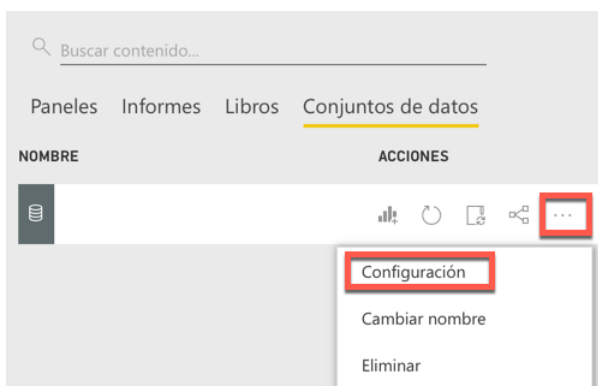 Buscar contenido...
Paneles Informes Libros Conjuntos de datos
NOMBRE ACCIONES
...
Configuración
Cambiar nombre
Eliminar